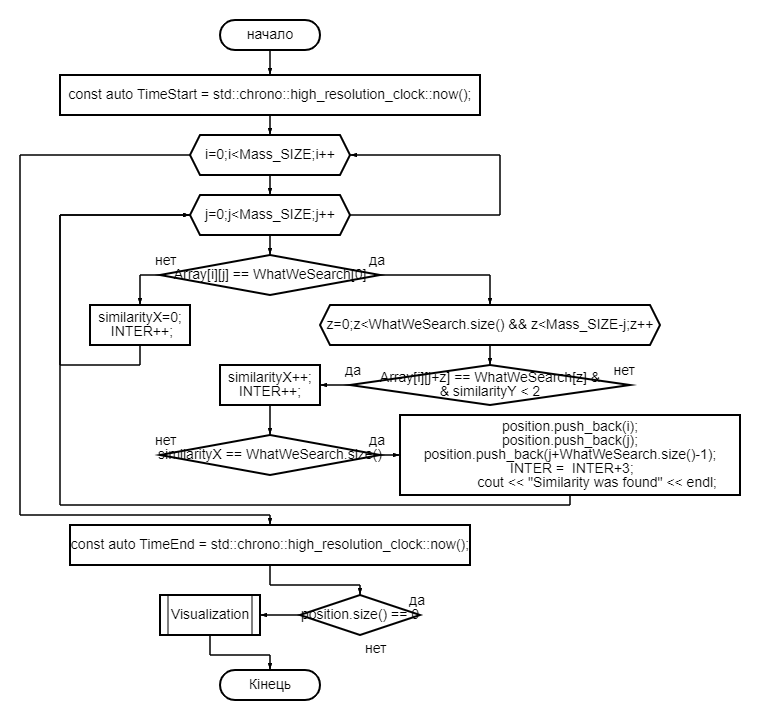 начало
const auto TimeStart = std::chrono::high_resolution_clock::now();
i=0;i<Mass_SIZE;i++
j=0;j<Mass_SIZE;j++
нет
да
Array[i][j] == WhatWeSearch[0]
similarityX=0;
INTER++;
z=0;z<WhatWeSearch.size() && z<Mass_SIZE-j;z++
да
нет
similarityX++;
INTER++;
Array[i][j+z] == WhatWeSearch[z] &
& similarityY < 2
нет
да
similarityX == WhatWeSearch.size()
position.push_back(i);
position.push_back(j);
position.push_back(j+WhatWeSearch.size()-1);
INTER = INTER+3;
cout << "Similarity was found" << endl;
const auto TimeEnd = std::chrono::high_resolution_clock::now();
да
Visualization
position.size() == 0
нет
Кінець